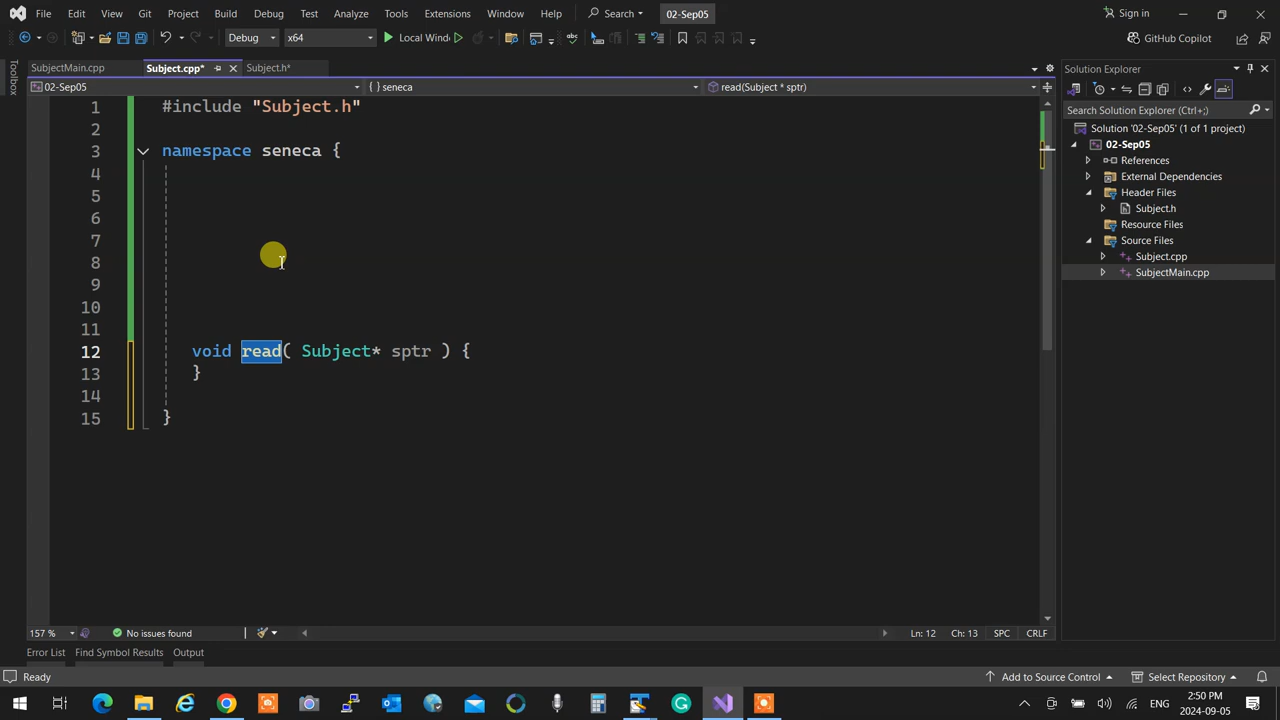 File Edit View Git Project Build Debug Test Analyze Tools Extensions Window Help Search 02-Sep05 Sign in
Debug x64 Local Wind GitHub Copilot
Toolbox
SubjectMain.cpp Subject.cpp* Subject.h*
02-Sep05 { } seneca read(Subject * sptr)
1 #include "Subject.h"
2
3 namespace seneca {
4
5
6
7
8
9
10
11
12 void read( Subject* sptr ) {
13 }
14
15 }
157 % No issues found Ln: 12 Ch: 13 SPC CRLF
Error List Find Symbol Results Output
Solution Explorer
Search Solution Explorer (Ctrl+;)
Solution '02-Sep05' (1 of 1 project)
02-Sep05
References
External Dependencies
Header Files
Subject.h
Resource Files
Source Files
Subject.cpp
SubjectMain.cpp
Ready Add to Source Control Select Repository
ENG 2:50 PM
2024-09-05